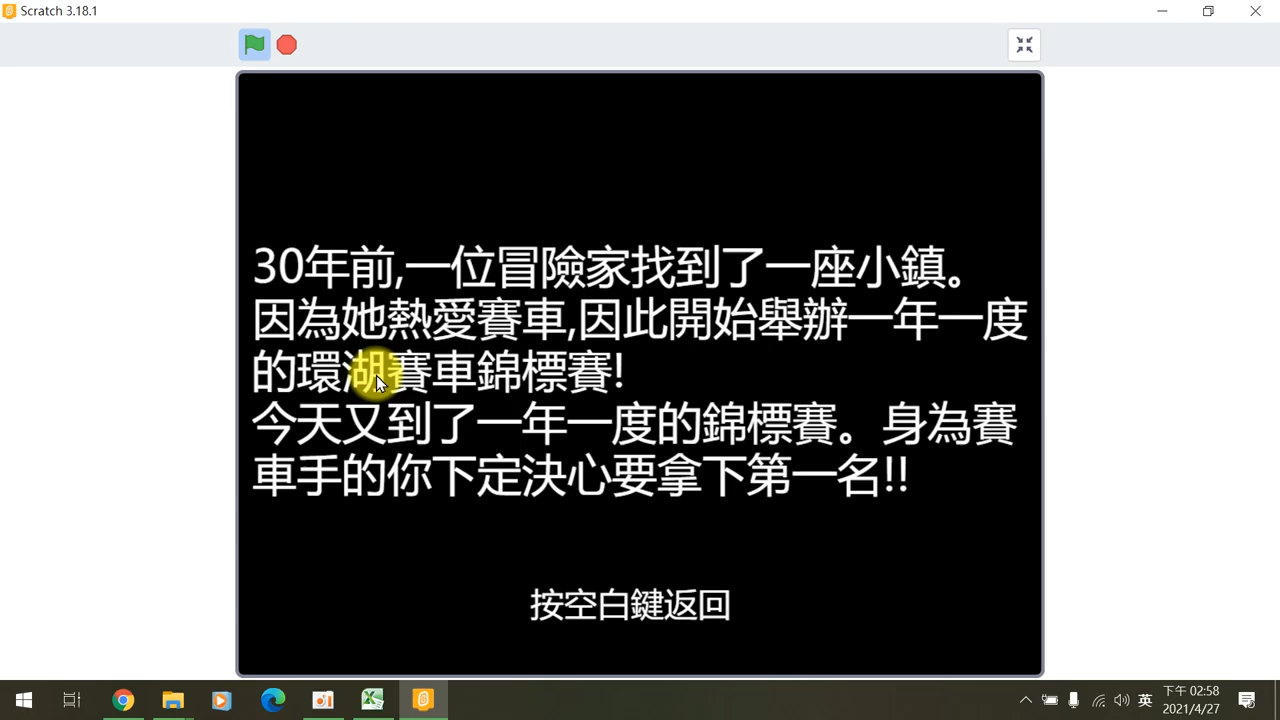 Scratch 3.18.1
30年前,一位冒險家找到了一座小鎮。
因為她熱愛賽車,因此開始舉辦一年一度
的環湖賽車錦標賽!
今天又到了一年一度的錦標賽。身為賽
車手的你下定決心要拿下第一名!!
按空白鍵返回
英
下午 02:58
2021/4/27